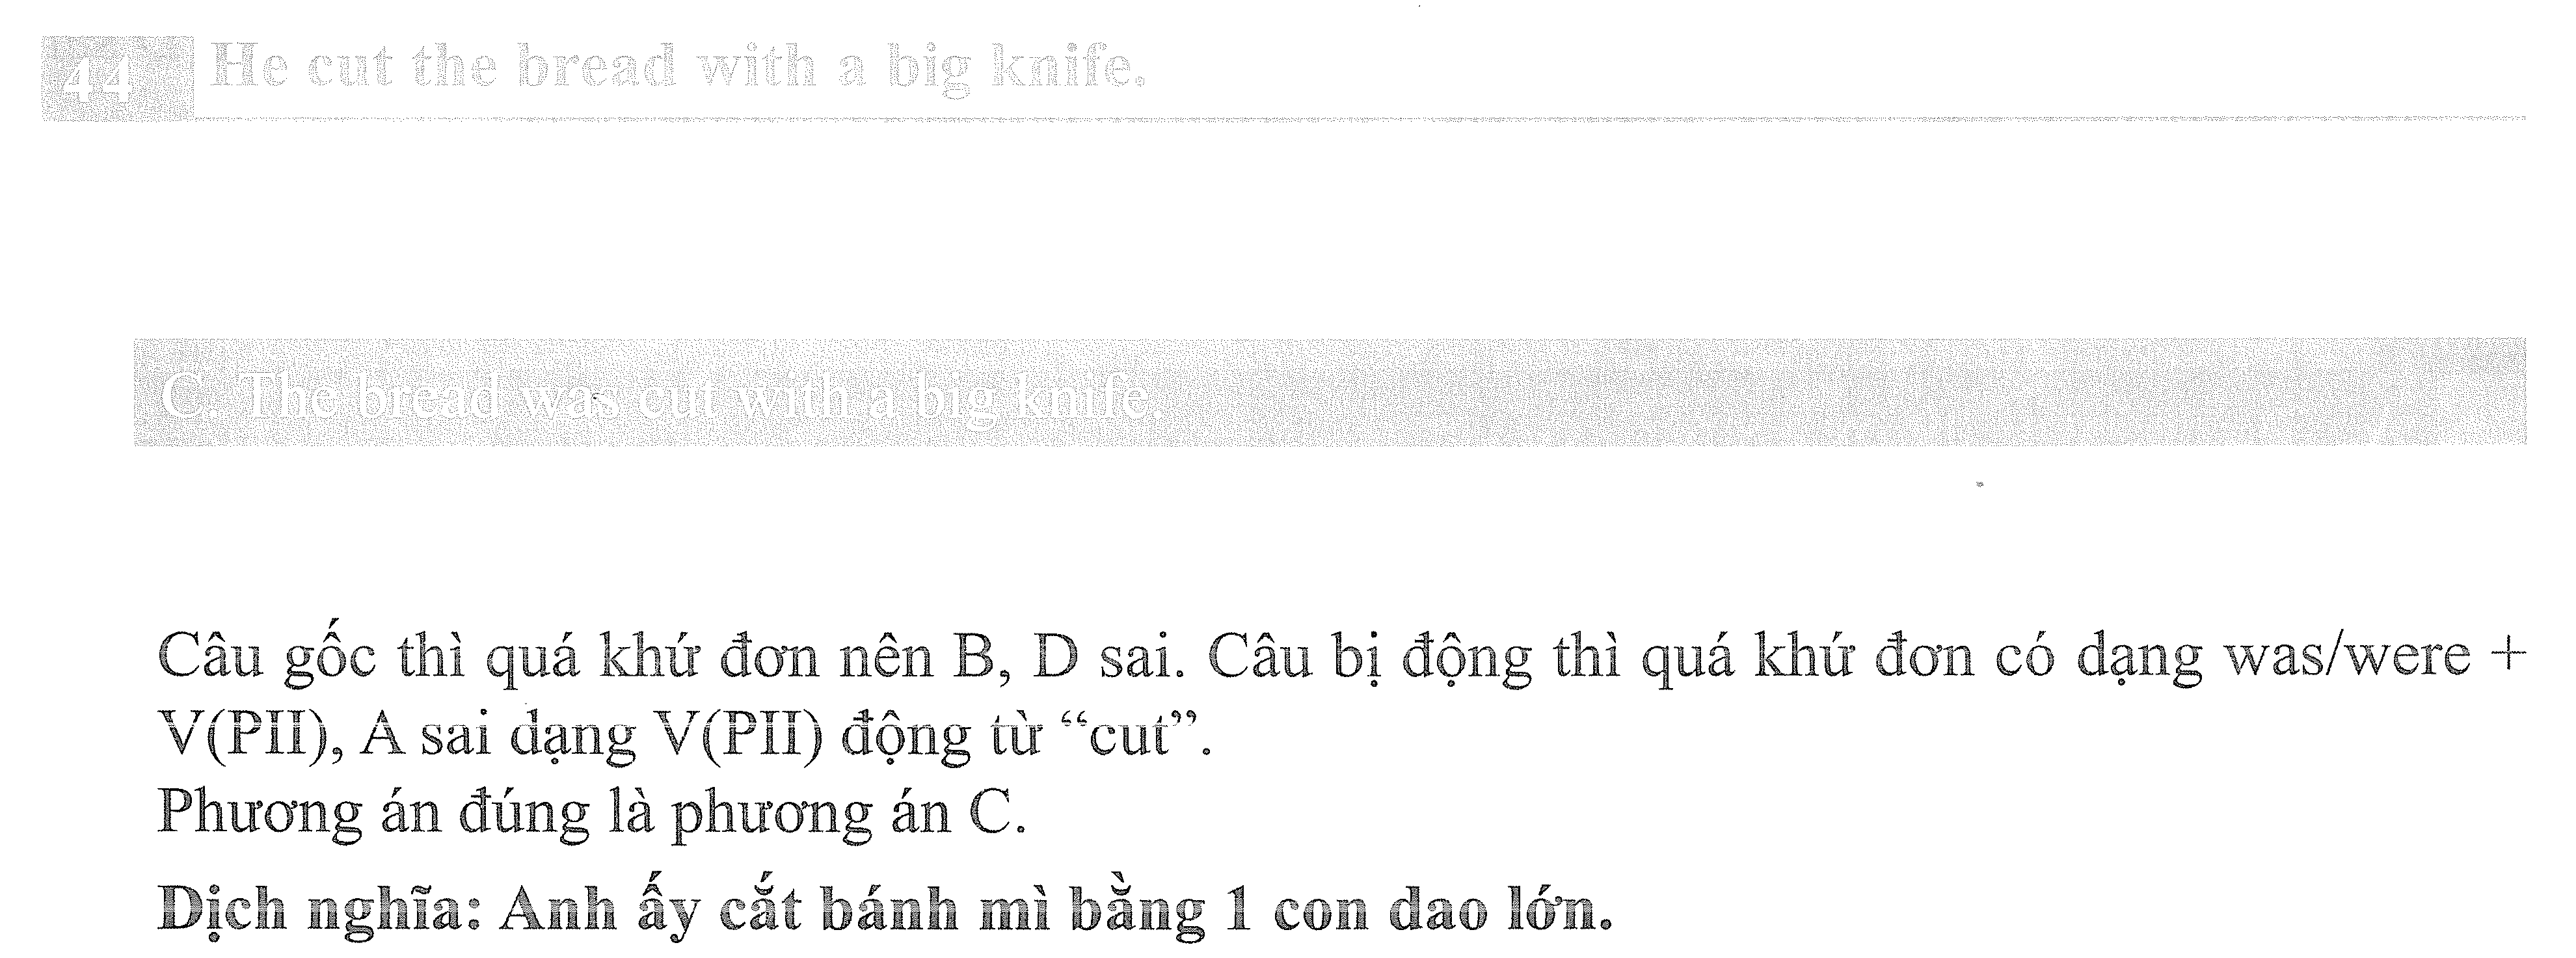 44 He cut the bread with a big knife.
C. The bread was cut with a big knife.
Câu gốc thì quá khứ đơn nên B, D sai. Câu bị động thì quá khứ đơn có dạng was/were +
V(PII), A sai dạng V(PII) động từ “cut”.
Phương án đúng là phương án C.
Dịch nghĩa: Anh ấy cắt bánh mì bằng 1 con dao lớn.